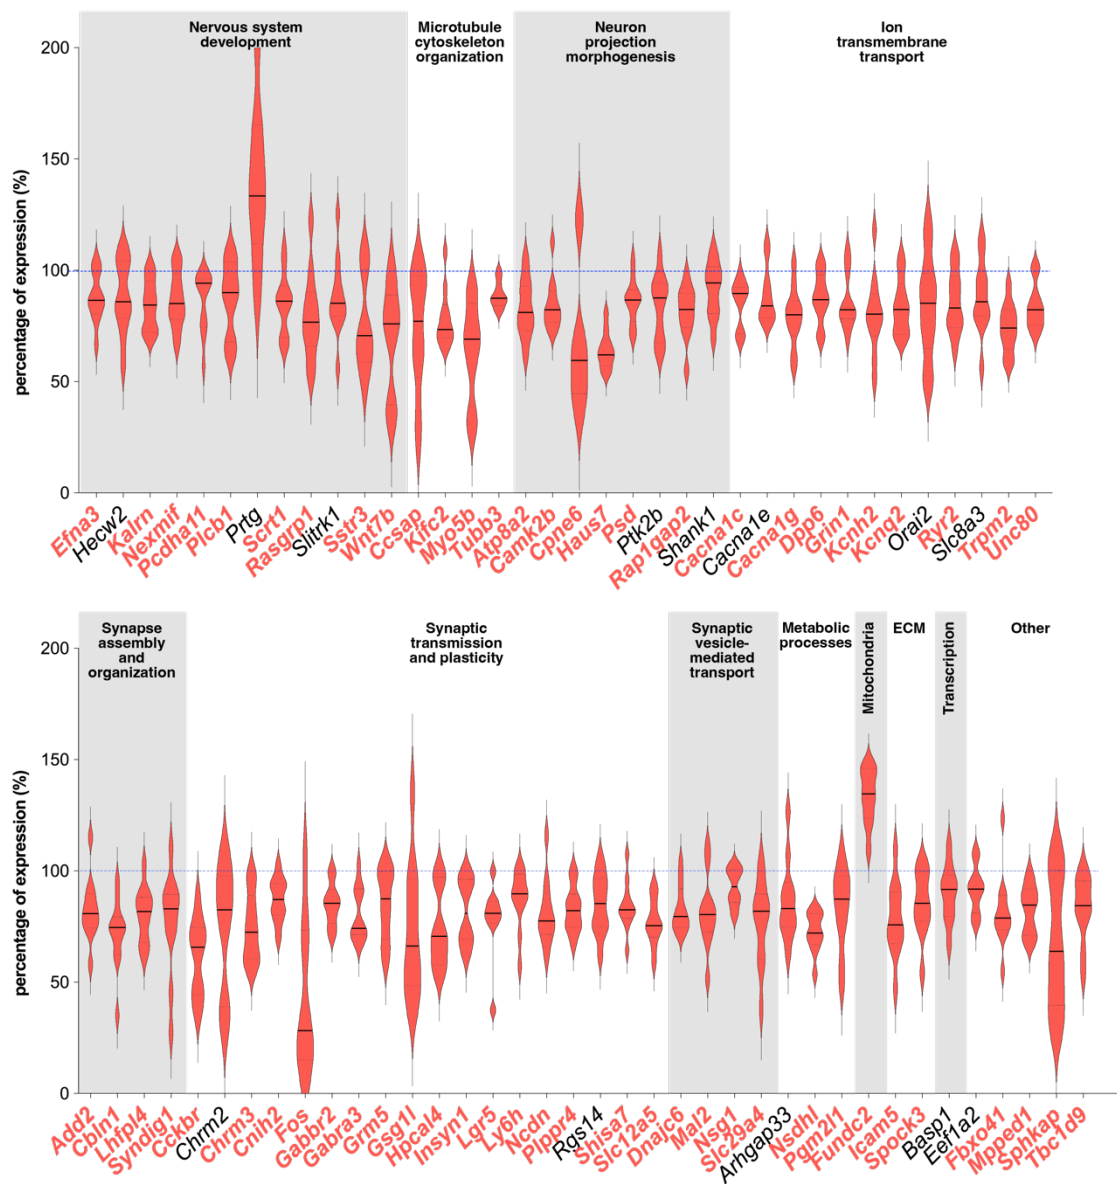 Nervous system
development
Microtubule
cytoskeleton
organization
Neuron
projection
morphogenesis
Ion
transmembrane
transport
percentage of expression (%)
200
150
100
50
0
Efna3
Hecw2
Kalrn
Nexmif
Pcdha11
Plcb1
Prtg
Scrt1
Rasgrp1
Slitrk1
Sstr3
Wnt7b
Ccsap
Kifc2
Myo5b
Tubb3
Atp8a2
Camk2b
Cpne6
Haus7
Psd
Ptk2b
Rap1gap2
Shank1
Cacna1c
Cacna1e
Cacna1g
Dpp6
Grin1
Kcnh2
Kcnq2
Orai2
Ryr2
Slc8a3
Trpm2
Unc80
Synapse
assembly
and
organization
Synaptic
transmission
and plasticity
Synaptic
vesicle-
mediated
transport
Metabolic
processes
Mitochondria
ECM
Transcription
Other
percentage of expression (%)
200
150
100
50
0
Add2
Cbln1
Lhfpl4
Syndig1
Cckbr
Chrm2
Chrm3
Cnih2
Fos
Gabbr2
Gabra3
Grm5
Gsg1l
Hpcal4
Insyn1
Lgr5
Ly6h
Ncdn
Plppr4
Rgs14
Shisa7
Slc12a5
Dnajc6
Mal2
Nsg1
Slc29a4
Arhgap33
Nsdhl
Pgm2l1
Fundc2
Icam5
Spock3
Basp1
Eef1a2
Fbxo41
Mpped1
Sphkap
Tbc1d9